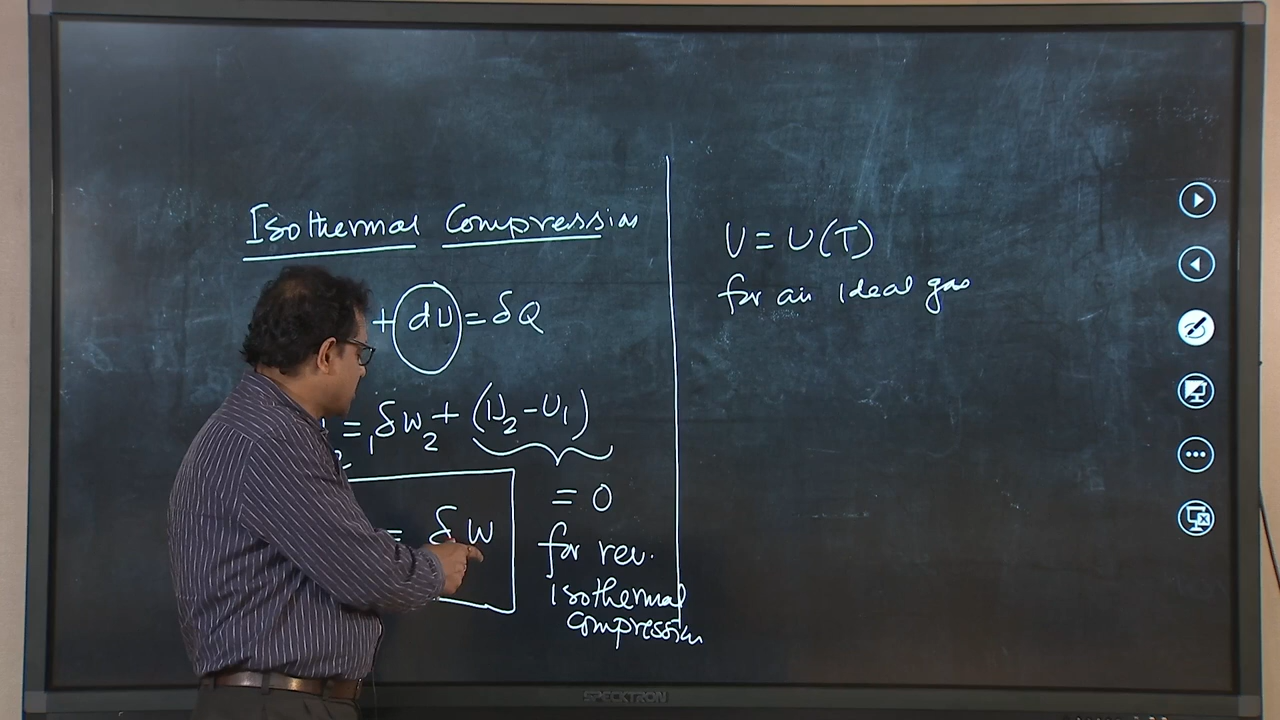 Isothermal Compression
+ dU = δQ
= ₁δW₂ + (U₂ - U₁)
= 0
= δW
for rev.
isothermal
compression
U = U(T)
for an ideal gas
SPECKTRON